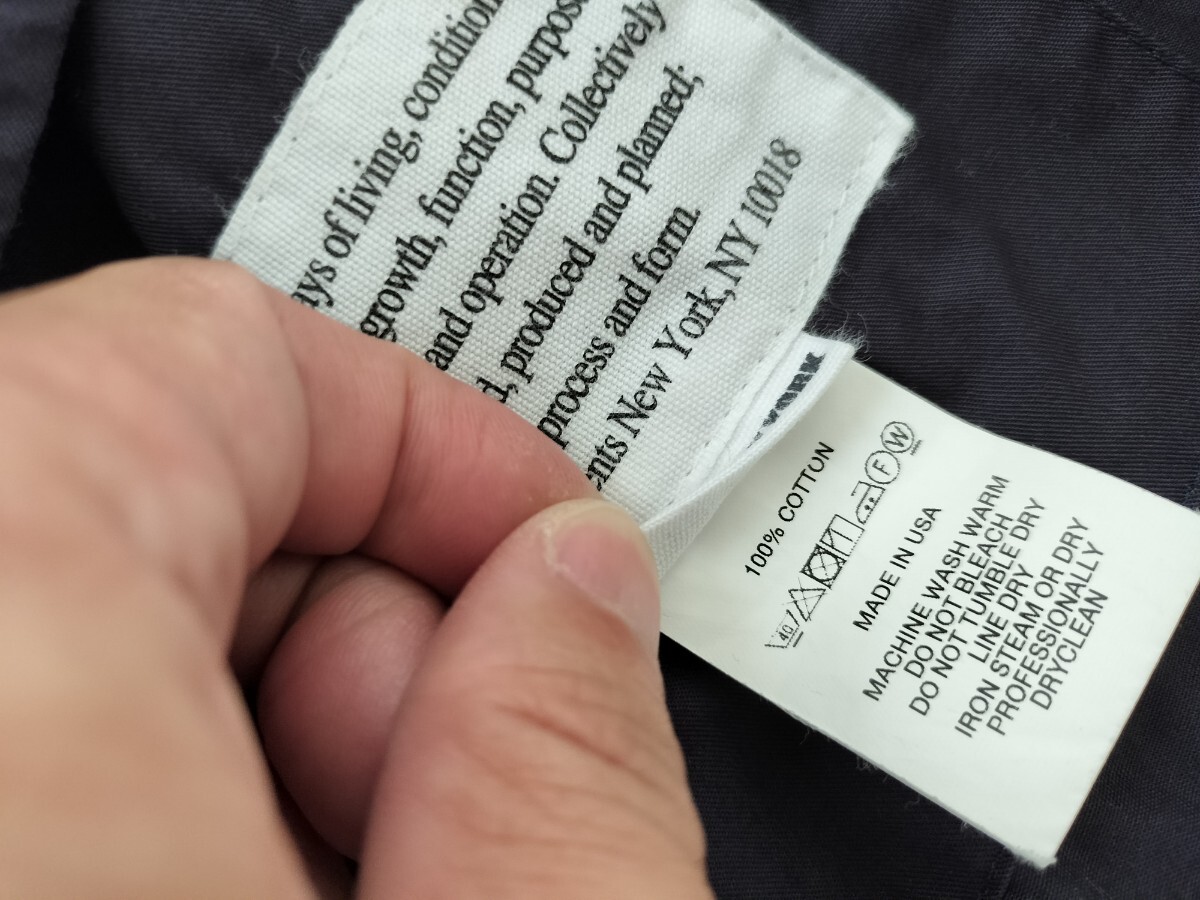 ays of living, condition
growth, function, purpos
and operation. Collectively
d, produced and planned;
process and form.
ents New York, NY 10018
YORK
100% COTTON
40
F W
MADE IN USA
MACHINE WASH WARM
DO NOT BLEACH
DO NOT TUMBLE DRY
LINE DRY
IRON STEAM OR DRY
PROFESSIONALLY
DRYCLEAN